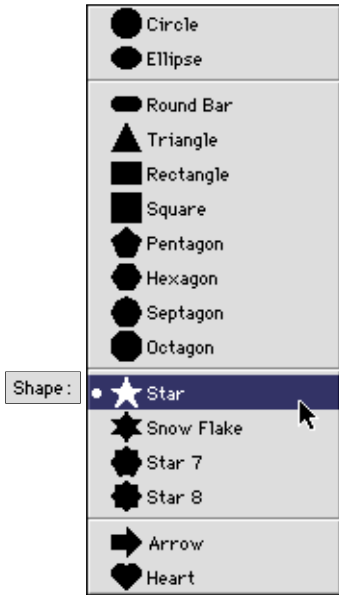 Circle
Ellipse
Round Bar
Triangle
Rectangle
Square
Pentagon
Hexagon
Septagon
Octagon
Shape: Star
Snow Flake
Star 7
Star 8
Arrow
Heart